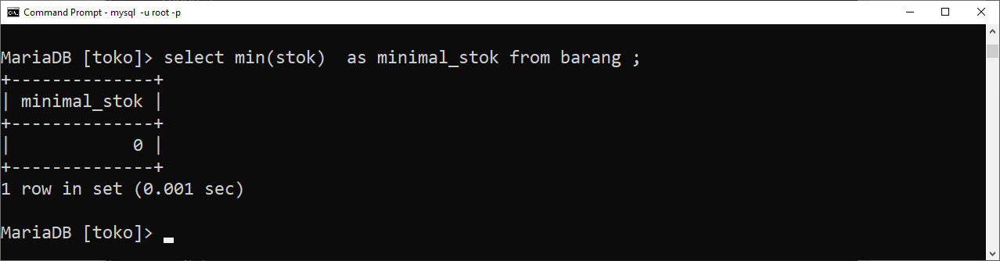 Command Prompt - mysql  -u root -p
MariaDB [toko]> select min(stok)  as minimal_stok from barang ;
+--------------+
| minimal_stok |
+--------------+
|            0 |
+--------------+
1 row in set (0.001 sec)
MariaDB [toko]>